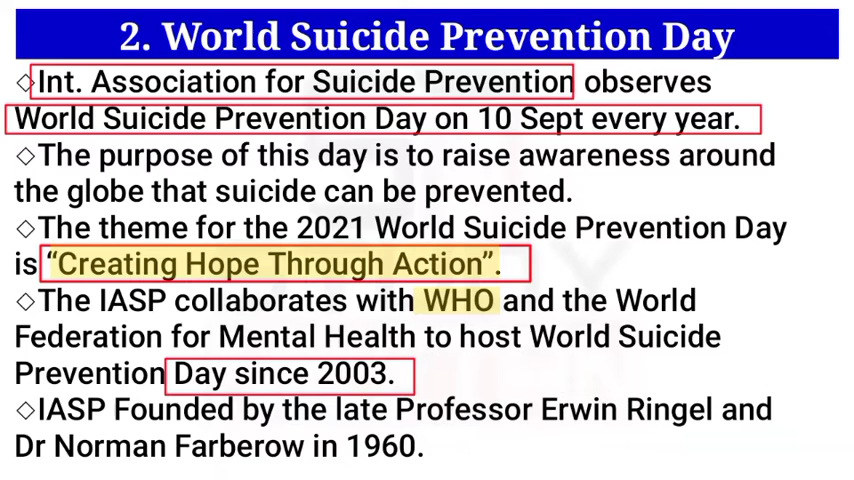 2. World Suicide Prevention Day
◇Int. Association for Suicide Prevention observes
World Suicide Prevention Day on 10 Sept every year.
◇The purpose of this day is to raise awareness around
the globe that suicide can be prevented.
◇The theme for the 2021 World Suicide Prevention Day
is “Creating Hope Through Action”.
◇The IASP collaborates with WHO and the World
Federation for Mental Health to host World Suicide
Prevention Day since 2003.
◇IASP Founded by the late Professor Erwin Ringel and
Dr Norman Farberow in 1960.